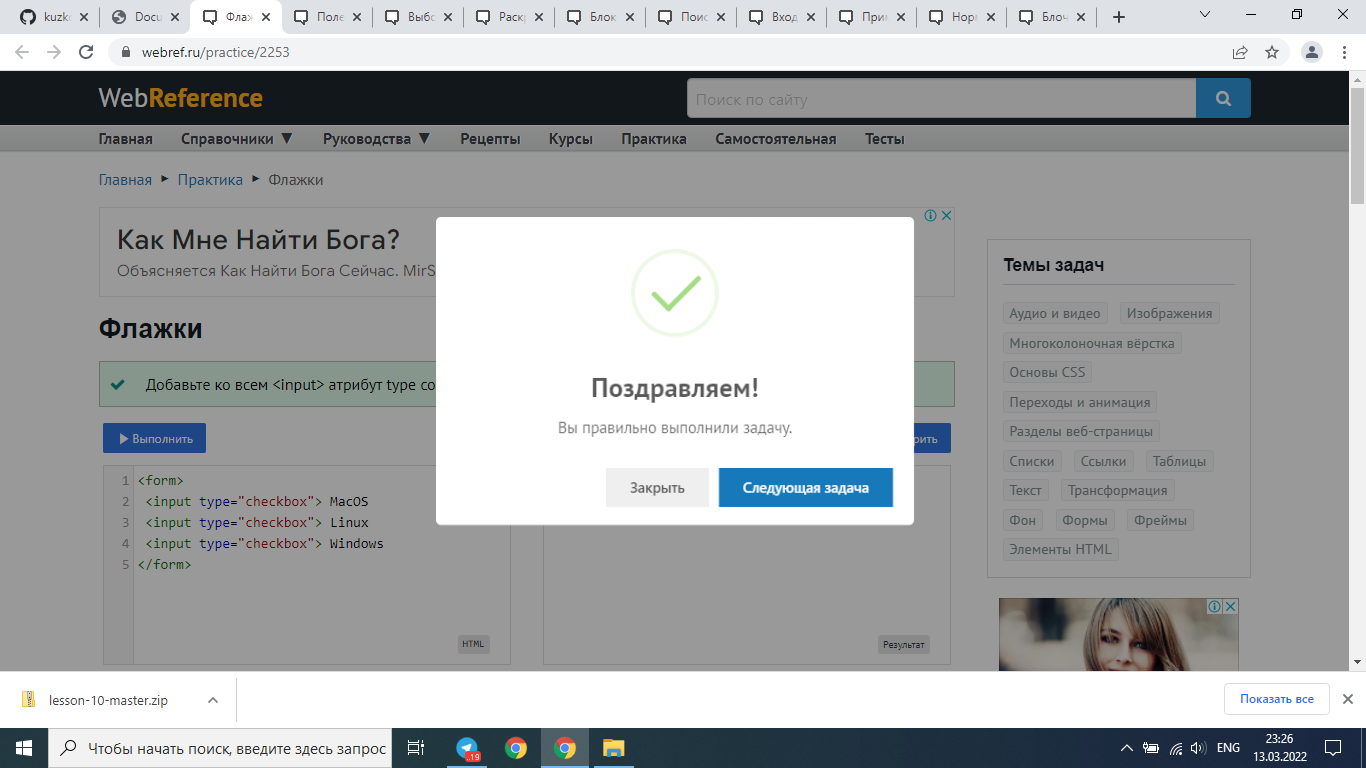 kuzk
Docu
Флаж
Поле
Выбо
Раскр
Блок
Поис
Вход
При
Норм
Блоч
webref.ru/practice/2253
WebReference
Поиск по сайту
Главная Справочники ▼ Руководства ▼ Рецепты Курсы Практика Самостоятельная Тесты
Главная ► Практика ► Флажки
Как Мне Найти Бога?
Объясняется Как Найти Бога Сейчас. MirS
Флажки
Добавьте ко всем <input> атрибут type со
Выполнить
рить
1 <form>
2 <input type="checkbox"> MacOS
3 <input type="checkbox"> Linux
4 <input type="checkbox"> Windows
5 </form>
HTML
Результат
Поздравляем!
Вы правильно выполнили задачу.
Закрыть Следующая задача
Темы задач
Аудио и видео Изображения
Многоколоночная вёрстка
Основы CSS
Переходы и анимация
Разделы веб-страницы
Списки Ссылки Таблицы
Текст Трансформация
Фон Формы Фреймы
Элементы HTML
lesson-10-master.zip
Показать все
Чтобы начать поиск, введите здесь запрос
19
ENG
23:26
13.03.2022